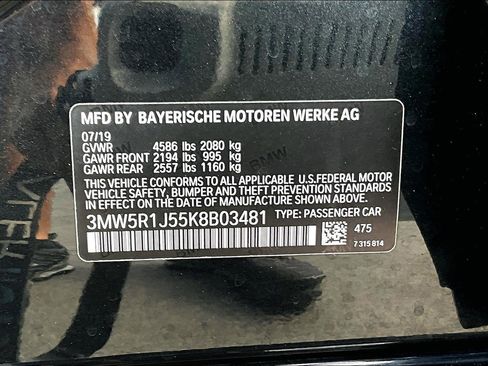 MFD BY BAYERISCHE MOTOREN WERKE AG
07/19
GVWR 4586 lbs 2080 kg
GAWR FRONT 2194 lbs 995 kg
GAWR REAR 2557 lbs 1160 kg
THIS VEHICLE CONFORMS TO ALL APPLICABLE U.S.FEDERAL MOTOR
VEHICLE SAFETY, BUMPER AND THEFT PREVENTION STANDARDS
IN EFFECT ON THE DATE OF MANUFACTURE SHOWN ABOVE.
3MW5R1J55K8B03481 TYPE: PASSENGER CAR
475
7 315 814